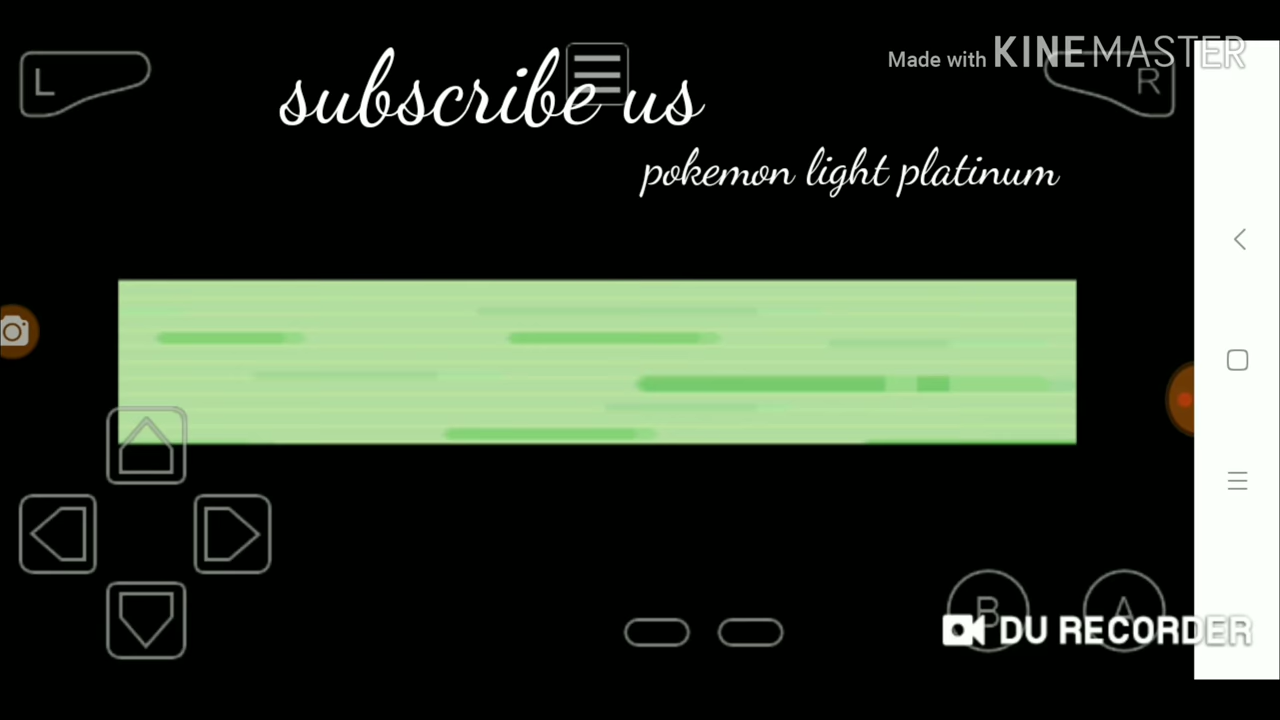 Made with KINEMASTER
L
subscribe us
R
pokemon light platinum
B
A
DU RECORDER